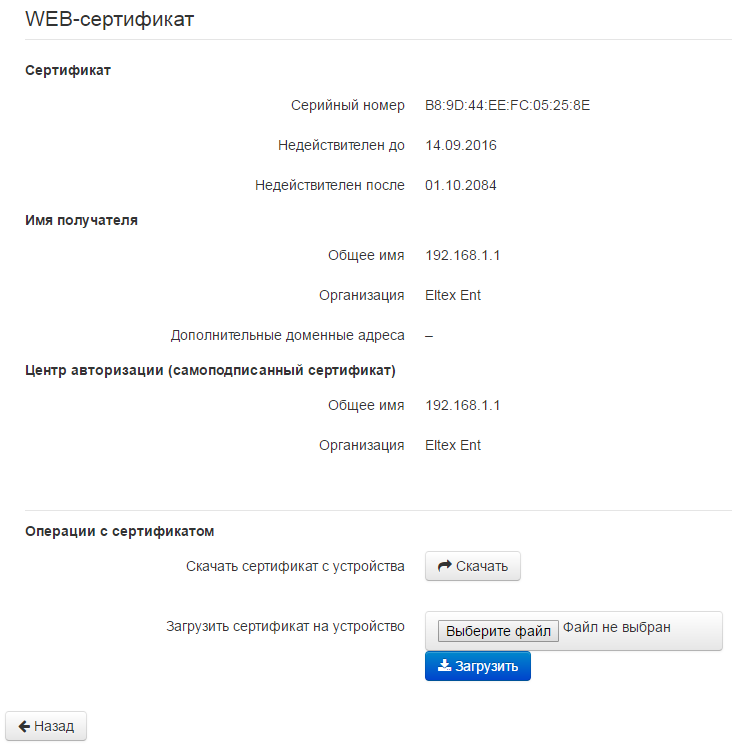 WEB-сертификат
Сертификат
Серийный номер B8:9D:44:EE:FC:05:25:8E
Недействителен до 14.09.2016
Недействителен после 01.10.2084
Имя получателя
Общее имя 192.168.1.1
Организация Eltex Ent
Дополнительные доменные адреса –
Центр авторизации (самоподписанный сертификат)
Общее имя 192.168.1.1
Организация Eltex Ent
Операции с сертификатом
Скачать сертификат с устройства Скачать
Загрузить сертификат на устройство Выберите файл Файл не выбран
Загрузить
Назад